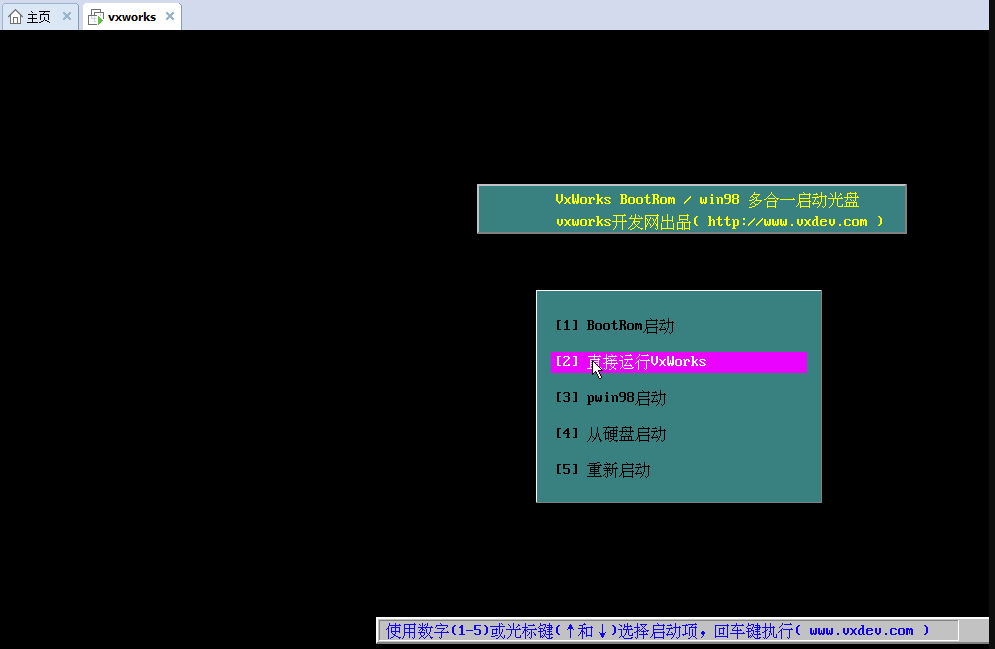 主页
vxworks
VxWorks BootRom / win98 多合一启动光盘
vxworks开发网出品( http://www.vxdev.com )
[1] BootRom启动
[2] 直接运行VxWorks
[3] pwin98启动
[4] 从硬盘启动
[5] 重新启动
使用数字(1-5)或光标键(↑和↓)选择启动项，回车键执行( www.vxdev.com )